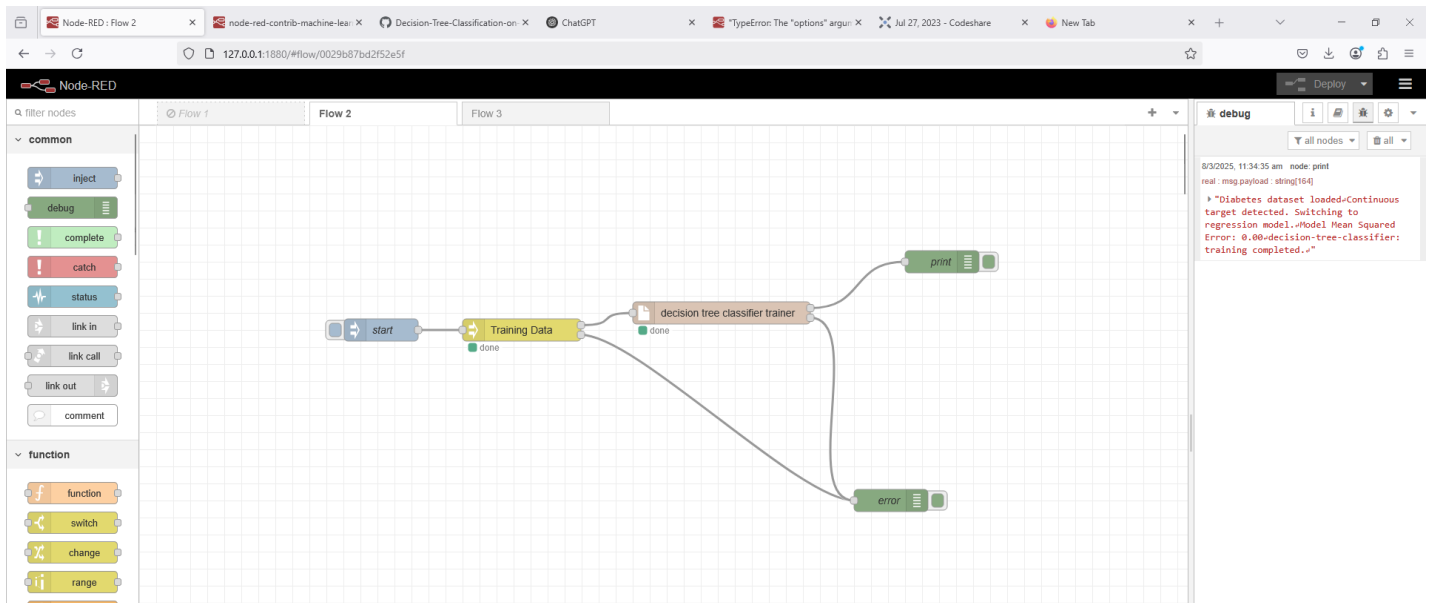 Node-RED : Flow 2
node-red-contrib-machine-lear
Decision-Tree-Classification-on-
ChatGPT
"TypeError: The "options" argun
Jul 27, 2023 - Codeshare
New Tab
127.0.0.1:1880/#flow/0029b87bd2f52e5f
Node-RED
Deploy
filter nodes
Flow 1
Flow 2
Flow 3
debug
i
all nodes
all
common
inject
debug
complete
catch
status
link in
link call
link out
comment
function
function
switch
change
range
start
Training Data
done
decision tree classifier trainer
done
print
error
8/3/2025, 11:34:35 am node: print
real : msg.payload : string[164]
"Diabetes dataset loaded↵Continuous
target detected. Switching to
regression model.↵Model Mean Squared
Error: 0.00↵decision-tree-classifier:
training completed.↵"